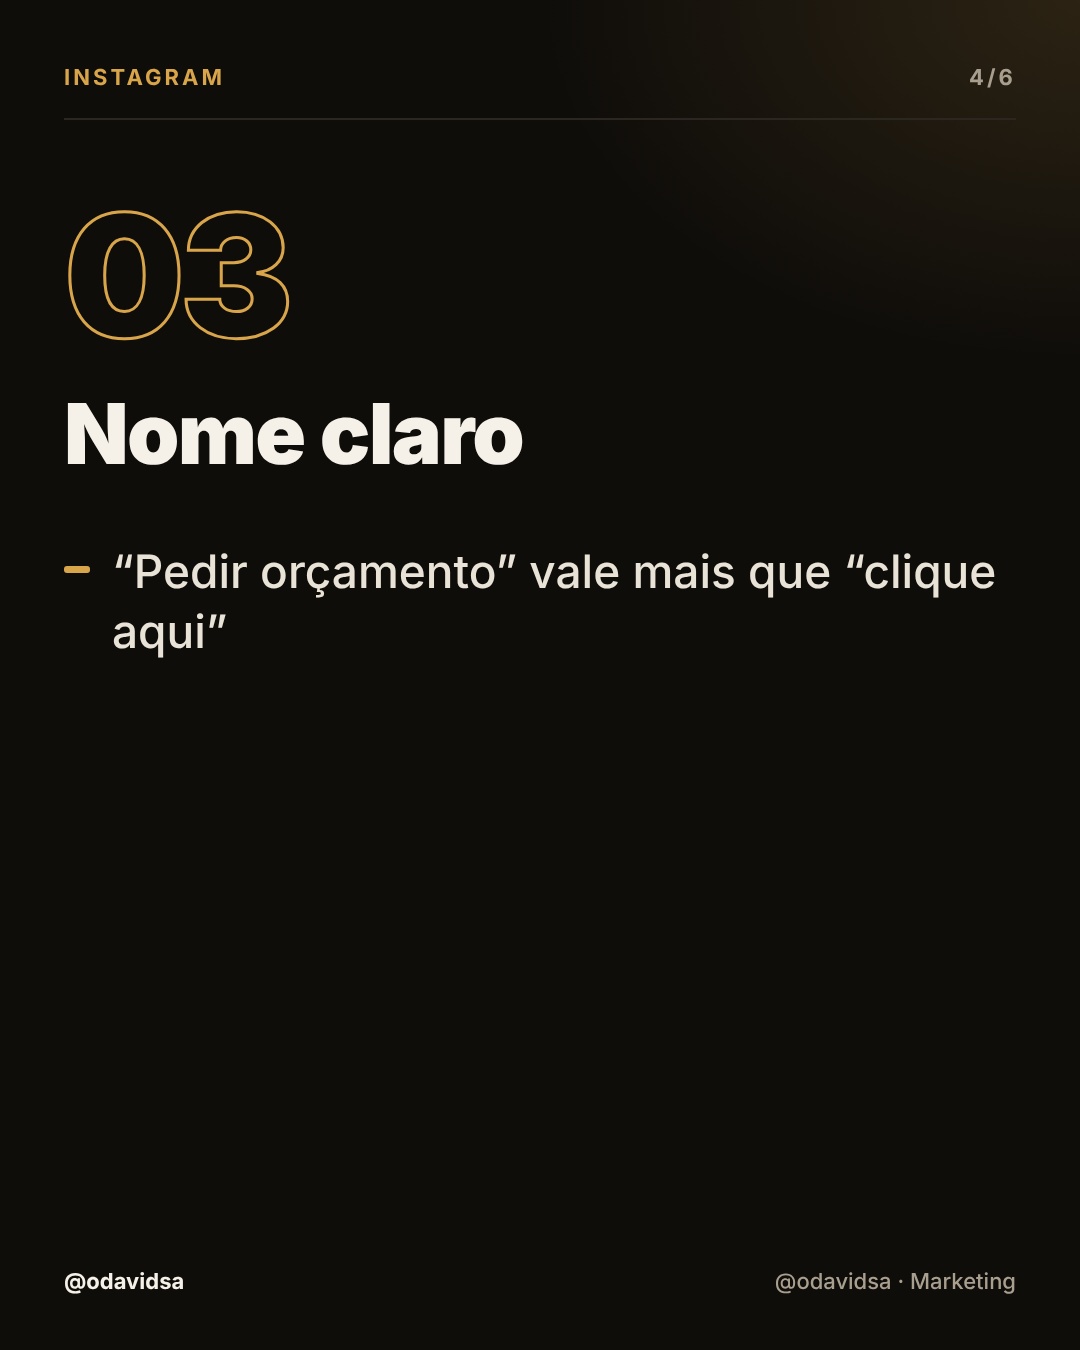 INSTAGRAM
4/6
03
Nome claro
“Pedir orçamento” vale mais que “clique
aqui”
@odavidsa
@odavidsa · Marketing